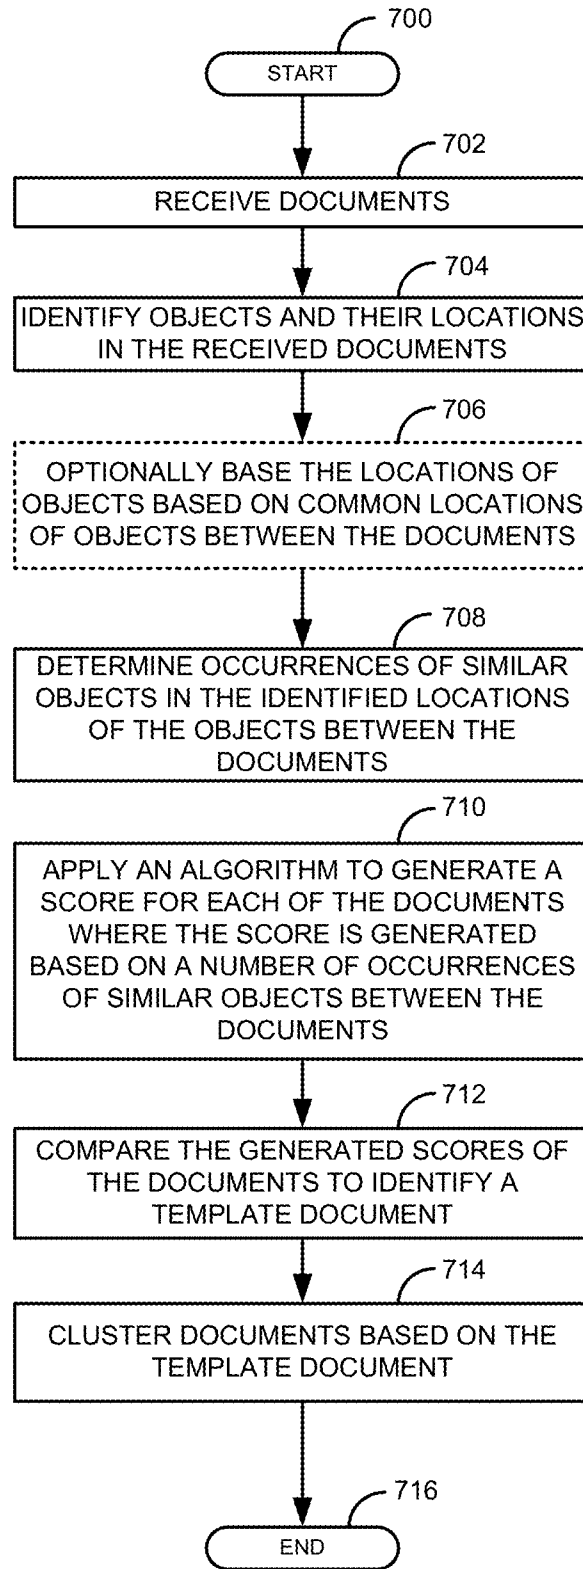 700
START
702
RECEIVE DOCUMENTS
704
IDENTIFY OBJECTS AND THEIR LOCATIONS
IN THE RECEIVED DOCUMENTS
706
OPTIONALLY BASE THE LOCATIONS OF
OBJECTS BASED ON COMMON LOCATIONS
OF OBJECTS BETWEEN THE DOCUMENTS
708
DETERMINE OCCURRENCES OF SIMILAR
OBJECTS IN THE IDENTIFIED LOCATIONS
OF THE OBJECTS BETWEEN THE
DOCUMENTS
710
APPLY AN ALGORITHM TO GENERATE A
SCORE FOR EACH OF THE DOCUMENTS
WHERE THE SCORE IS GENERATED
BASED ON A NUMBER OF OCCURRENCES
OF SIMILAR OBJECTS BETWEEN THE
DOCUMENTS
712
COMPARE THE GENERATED SCORES OF
THE DOCUMENTS TO IDENTIFY A
TEMPLATE DOCUMENT
714
CLUSTER DOCUMENTS BASED ON THE
TEMPLATE DOCUMENT
716
END